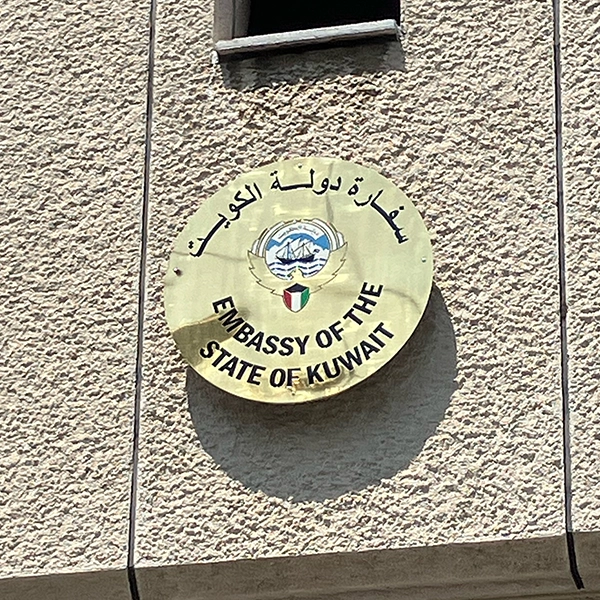 سفارة دولة الكويت
EMBASSY OF THE
STATE OF KUWAIT